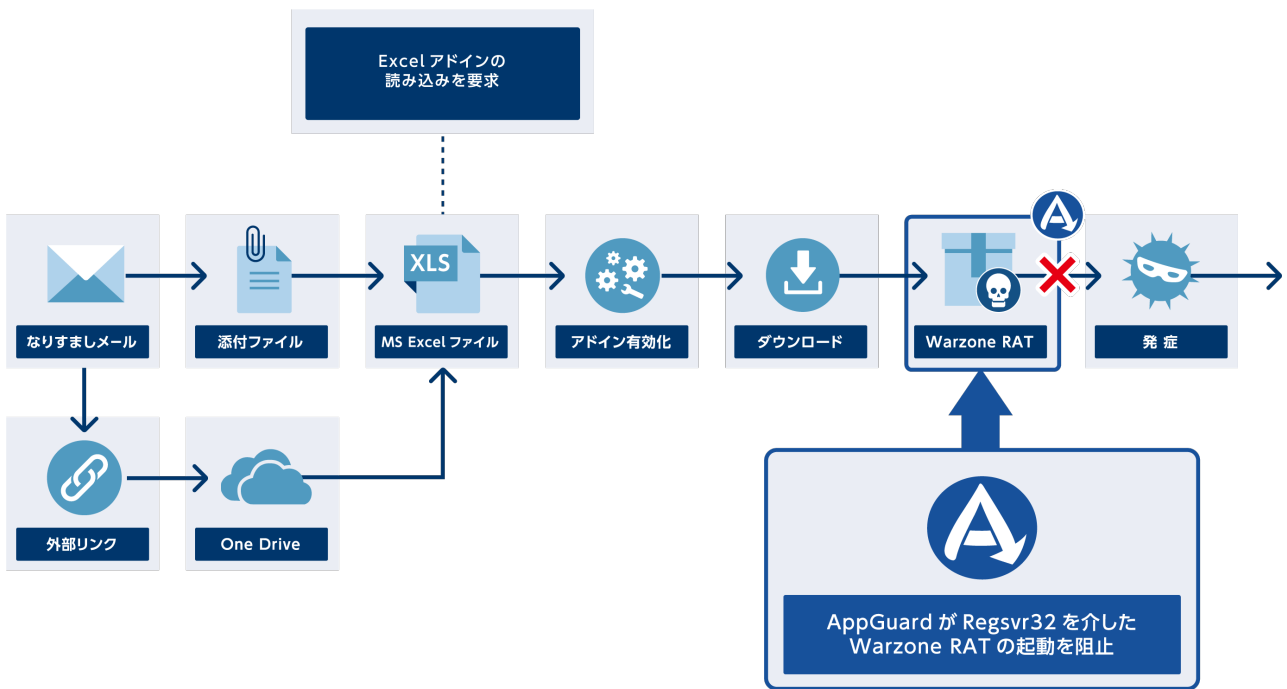 Excel アドインの
読み込みを要求
XLS
なりすましメール
添付ファイル
MS Excel ファイル
アドイン有効化
ダウンロード
Warzone RAT
発 症
外部リンク
One Drive
AppGuard が Regsvr32 を介した
Warzone RAT の起動を阻止